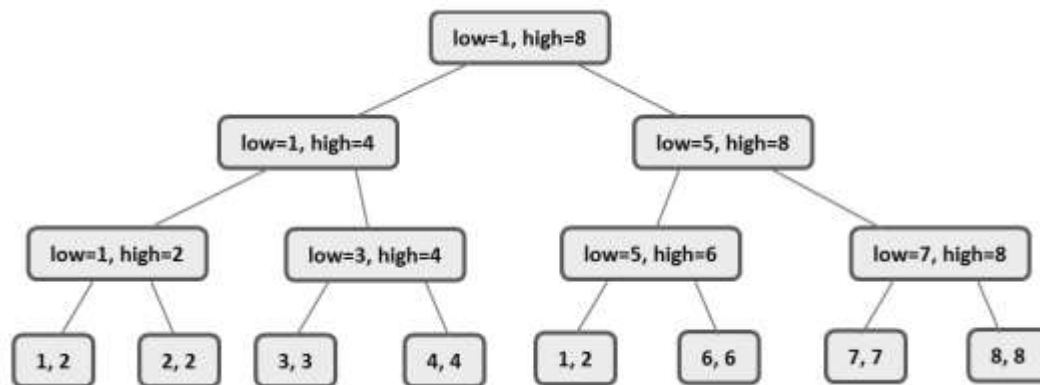 low=1, high=8
low=1, high=4
low=5, high=8
low=1, high=2
low=3, high=4
low=5, high=6
low=7, high=8
1, 2
2, 2
3, 3
4, 4
1, 2
6, 6
7, 7
8, 8